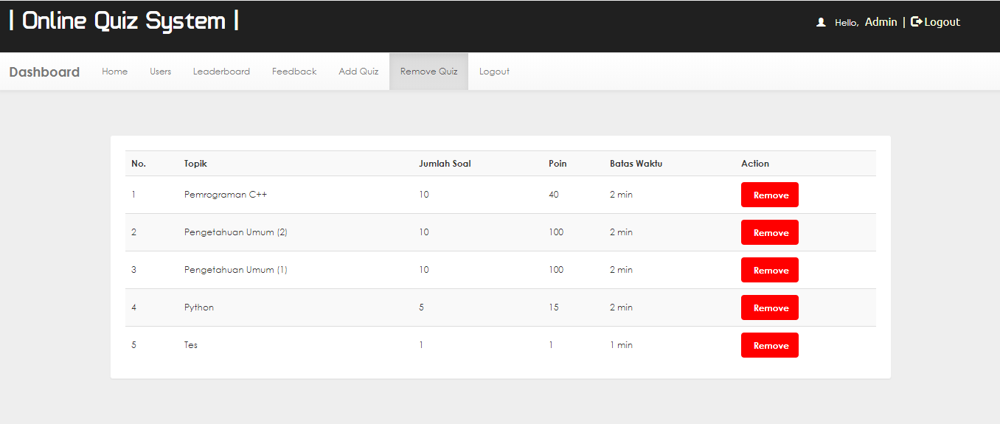 | Online Quiz System |
Hello, Admin | Logout
Dashboard Home Users Leaderboard Feedback Add Quiz Remove Quiz Logout
No. Topik Jumlah Soal Poin Batas Waktu Action
1 Pemrograman C++ 10 40 2 min Remove
2 Pengetahuan Umum (2) 10 100 2 min Remove
3 Pengetahuan Umum (1) 10 100 2 min Remove
4 Python 5 15 2 min Remove
5 Tes 1 1 1 min Remove